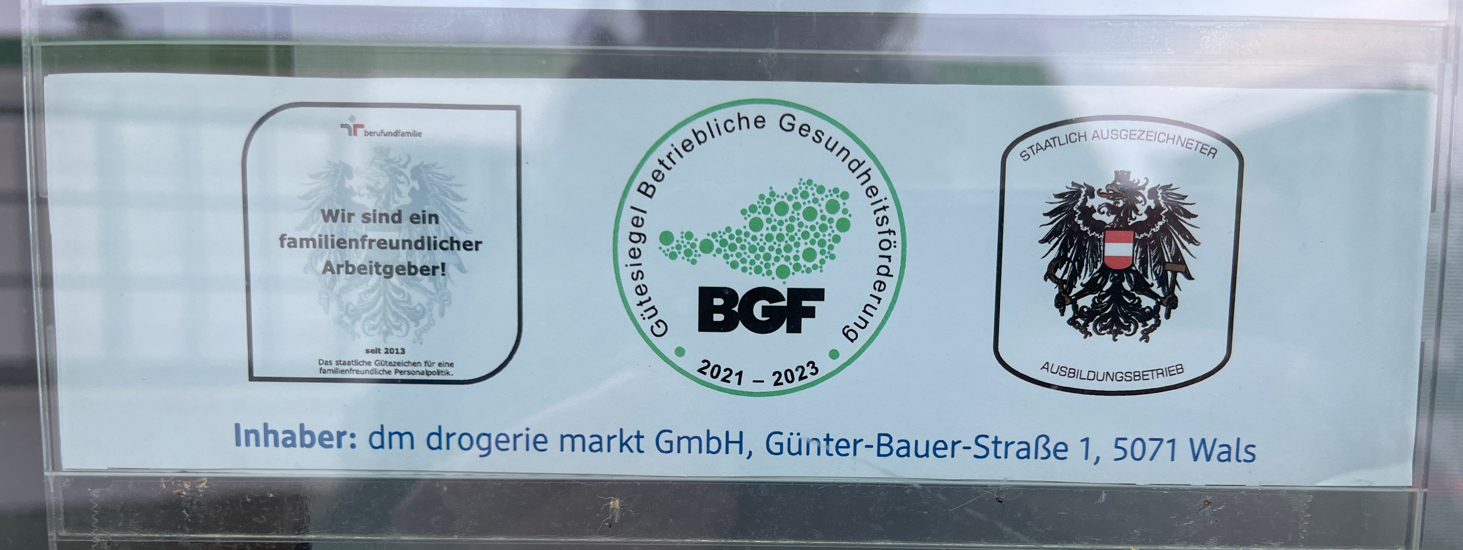 berufundfamilie
Wir sind ein
familienfreundlicher
Arbeitgeber!
seit 2013
Das staatliche Gütezeichen für eine
familienfreundliche Personalpolitik.
Gütesiegel Betriebliche Gesundheitsförderung
BGF
2021 – 2023
STAATLICH AUSGEZEICHNETER
AUSBILDUNGSBETRIEB
Inhaber: dm drogerie markt GmbH, Günter-Bauer-Straße 1, 5071 Wals